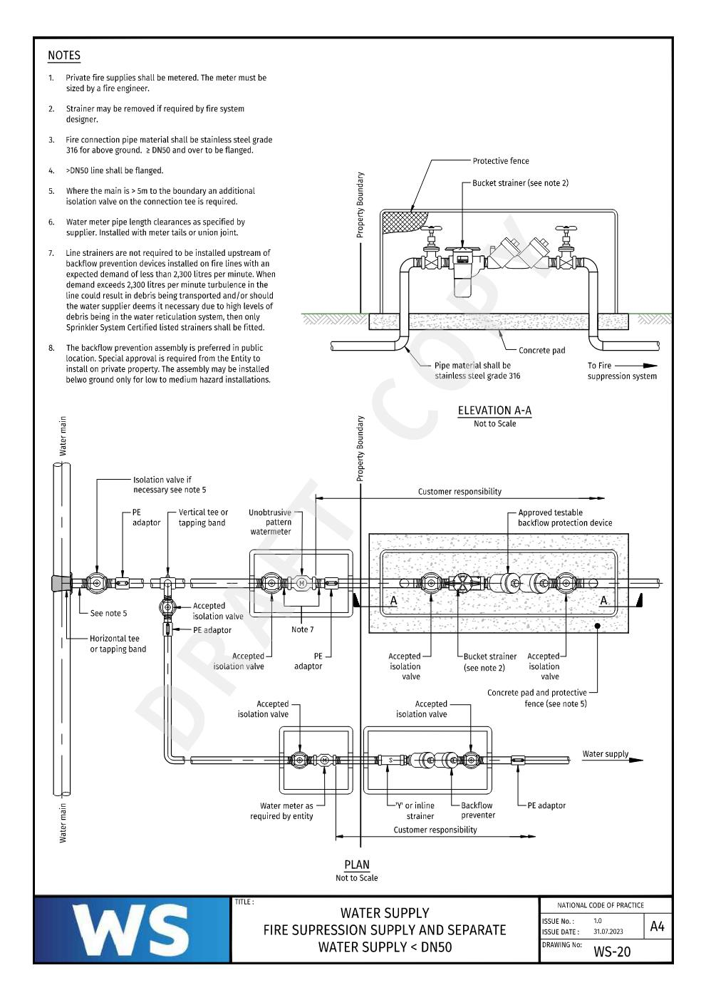 NOTES
1. Private fire supplies shall be metered. The meter must be
sized by a fire engineer.
2. Strainer may be removed if required by fire system
designer.
3. Fire connection pipe material shall be stainless steel grade
316 for above ground. ≥ DN50 and over to be flanged.
4. >DN50 line shall be flanged.
5. Where the main is > 5m to the boundary an additional
isolation valve on the connection tee is required.
6. Water meter pipe length clearances as specified by
supplier. Installed with meter tails or union joint.
7. Line strainers are not required to be installed upstream of
backflow prevention devices installed on fire lines with an
expected demand of less than 2,300 litres per minute. When
demand exceeds 2,300 litres per minute turbulence in the
line could result in debris being transported and/or should
the water supplier deems it necessary due to high levels of
debris being in the water reticulation system, then only
Sprinkler System Certified listed strainers shall be fitted.
8. The backflow prevention assembly is preferred in public
location. Special approval is required from the Entity to
install on private property. The assembly may be installed
belwo ground only for low to medium hazard installations.
Protective fence
Bucket strainer (see note 2)
Property Boundary
Concrete pad
Pipe material shall be
stainless steel grade 316
To Fire
suppression system
ELEVATION A-A
Not to Scale
DRAFT COPY
Water main
Property Boundary
Isolation valve if
necessary see note 5
Customer responsibility
PE
adaptor
Vertical tee or
tapping band
Unobtrusive
pattern
watermeter
Approved testable
backflow protection device
M
A
A
See note 5
Accepted
isolation valve
PE adaptor
Note 7
Horizontal tee
or tapping band
Accepted
isolation valve
PE
adaptor
Accepted
isolation
valve
Bucket strainer
(see note 2)
Accepted
isolation
valve
Concrete pad and protective
fence (see note 5)
Accepted
isolation valve
Accepted
isolation valve
Water supply
M
S
Water meter as
required by entity
'Y' or inline
strainer
Backflow
preventer
PE adaptor
Water main
Customer responsibility
PLAN
Not to Scale
WS
TITLE :
WATER SUPPLY
FIRE SUPRESSION SUPPLY AND SEPARATE
WATER SUPPLY < DN50
NATIONAL CODE OF PRACTICE
ISSUE No. : 1.0
ISSUE DATE : 31.07.2023
A4
DRAWING No: WS-20